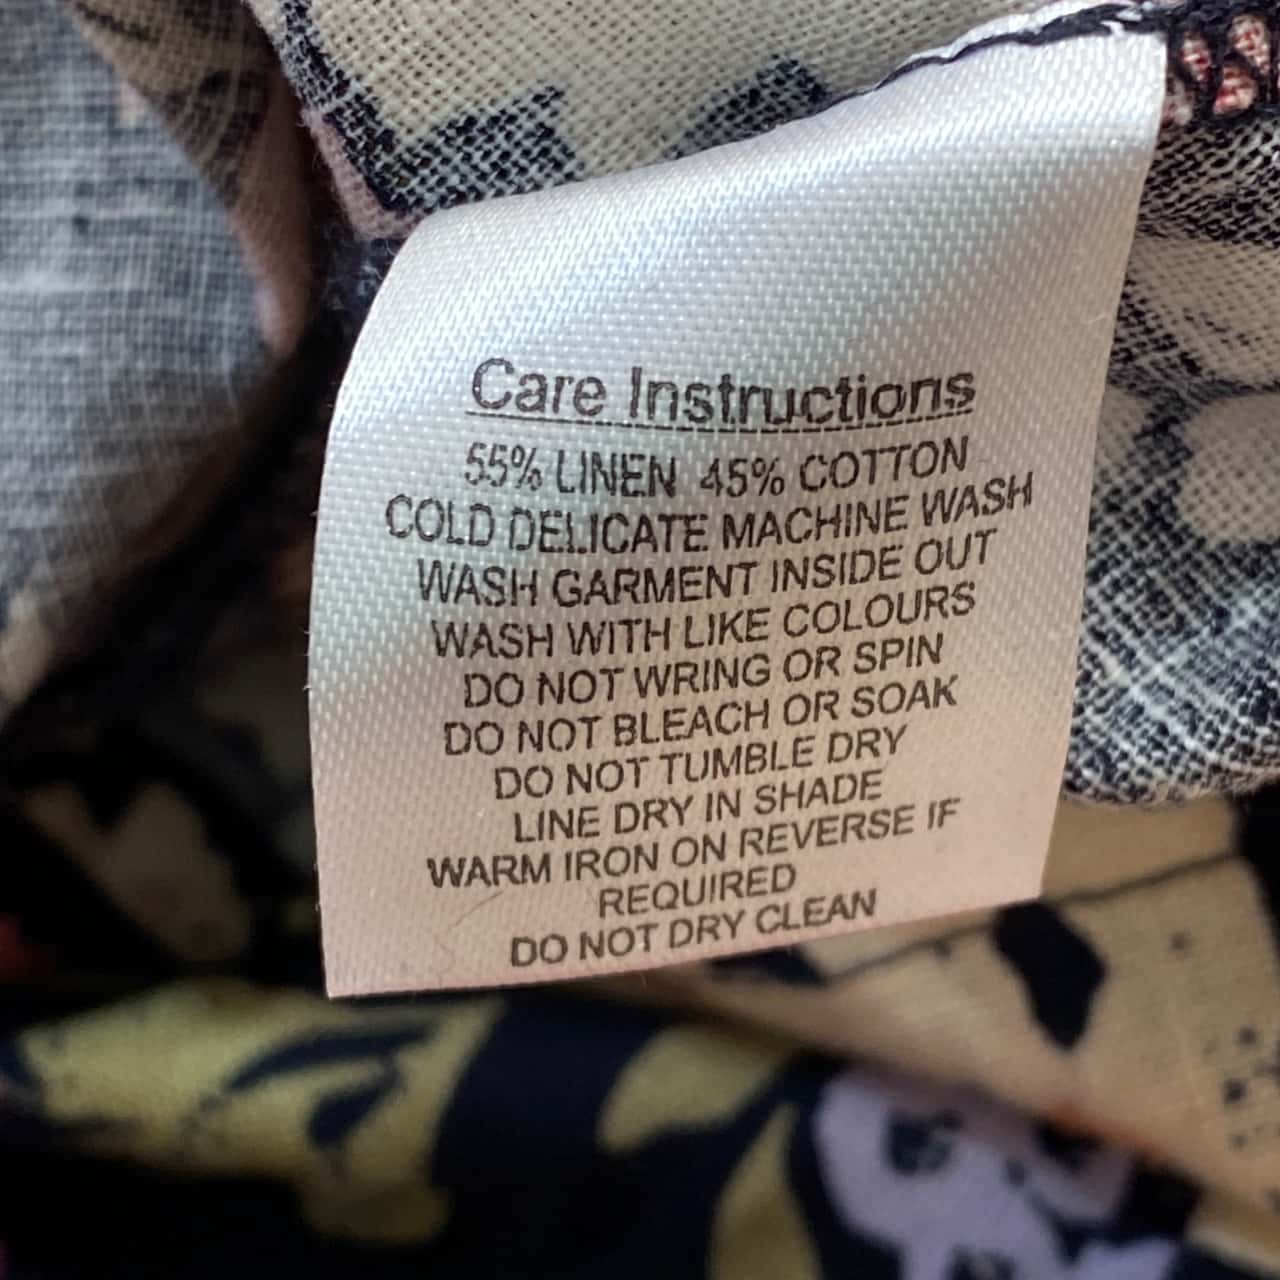 Care Instructions
55% LINEN 45% COTTON
COLD DELICATE MACHINE WASH
WASH GARMENT INSIDE OUT
WASH WITH LIKE COLOURS
DO NOT WRING OR SPIN
DO NOT BLEACH OR SOAK
DO NOT TUMBLE DRY
LINE DRY IN SHADE
WARM IRON ON REVERSE IF
REQUIRED
DO NOT DRY CLEAN